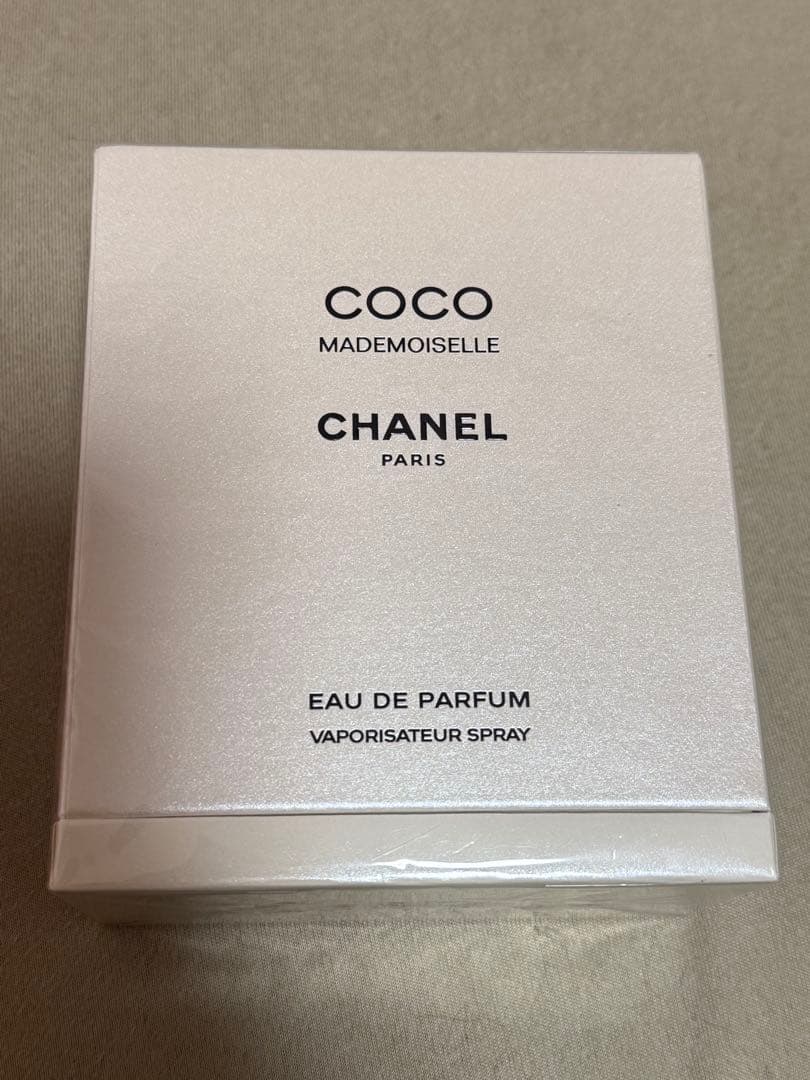 COCO
MADEMOISELLE
CHANEL
PARIS
EAU DE PARFUM
VAPORISATEUR SPRAY